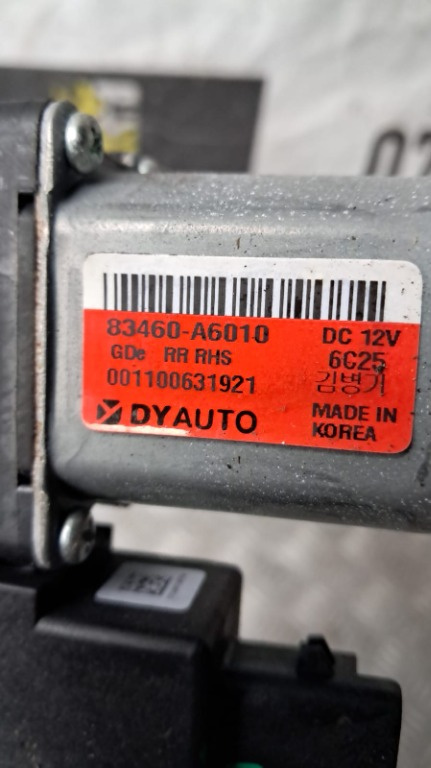 83460-A6010 DC 12V
GDe RR RHS 6C25
001100631921 김병기
DYAUTO MADE IN
KOREA